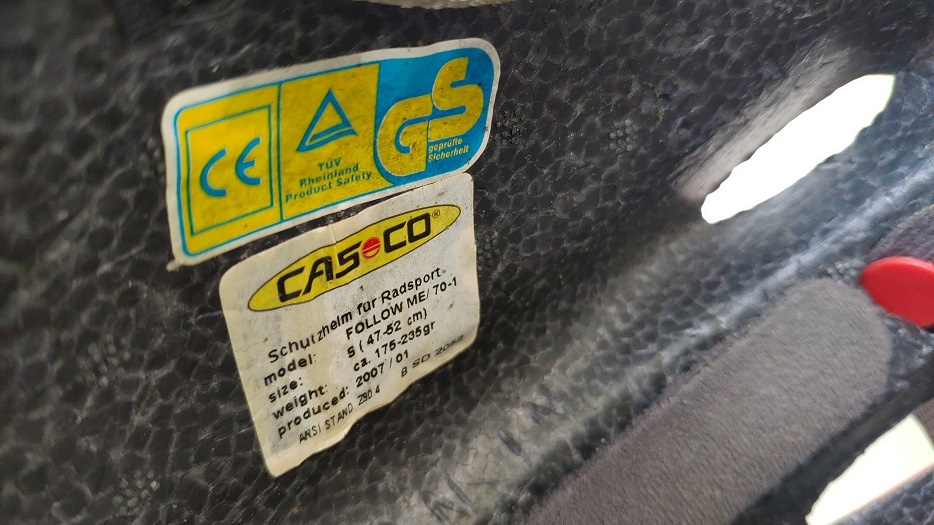 CE
TÜV
Rheinland
Product Safety
GS
geprüfte
Sicherheit
CASCO®
Schutzhelm für Radsport
model: FOLLOW ME/ 70-1
size: S ( 47-52 cm)
weight: ca. 175-235gr
produced: 2007 / 01
ANSI STAND Z90 4 B SD